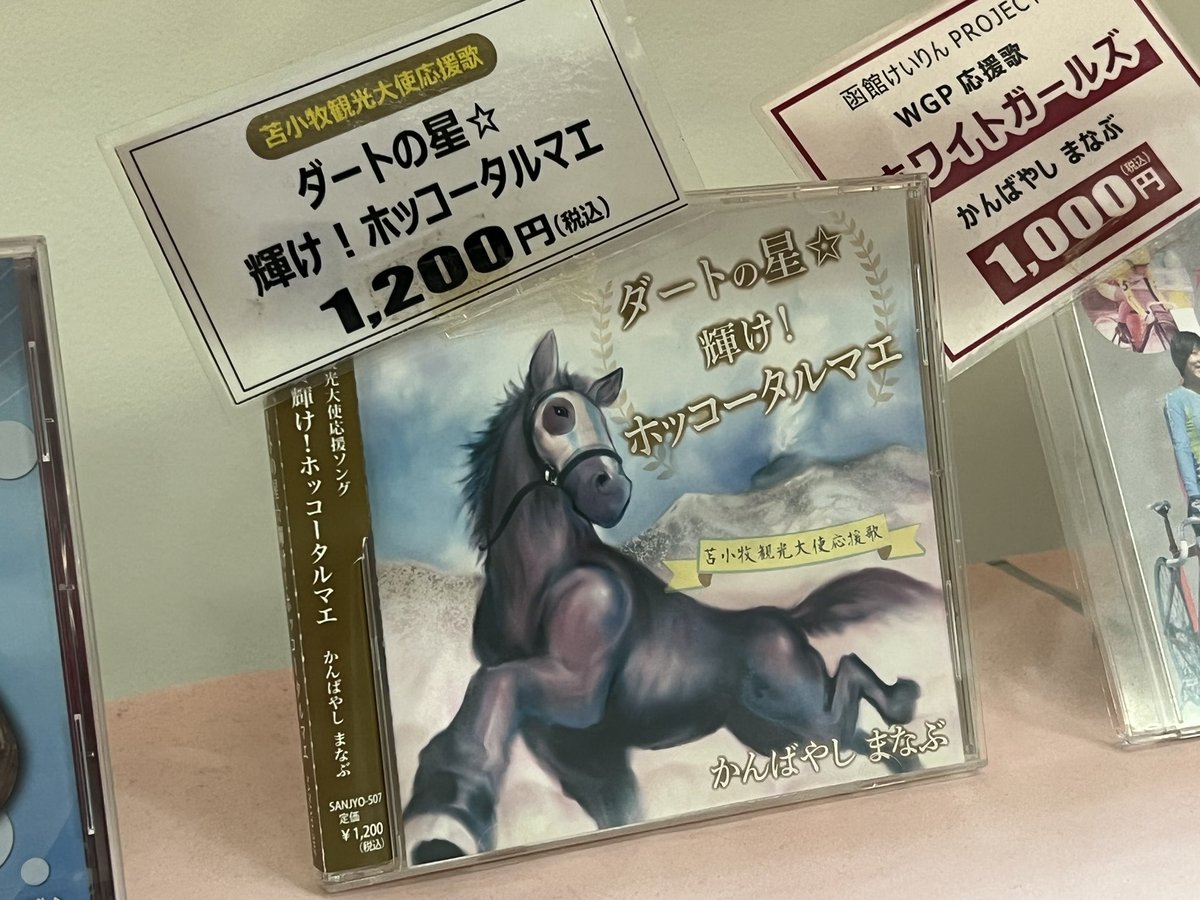 苫小牧観光大使応援歌
ダートの星☆
輝け！ホッコータルマエ
1,200円(税込)
函館けいりん PROJECT
WGP 応援歌
ホワイトガールズ
かんばやし まなぶ
1,000円(税込)
ダートの星☆
輝け！
ホッコータルマエ
苫小牧観光大使応援歌
かんばやし まなぶ
光大使応援ソング
輝け！ホッコータルマエ
かんばやし まなぶ
SANJYO-507
定価
￥1,200
(税込)